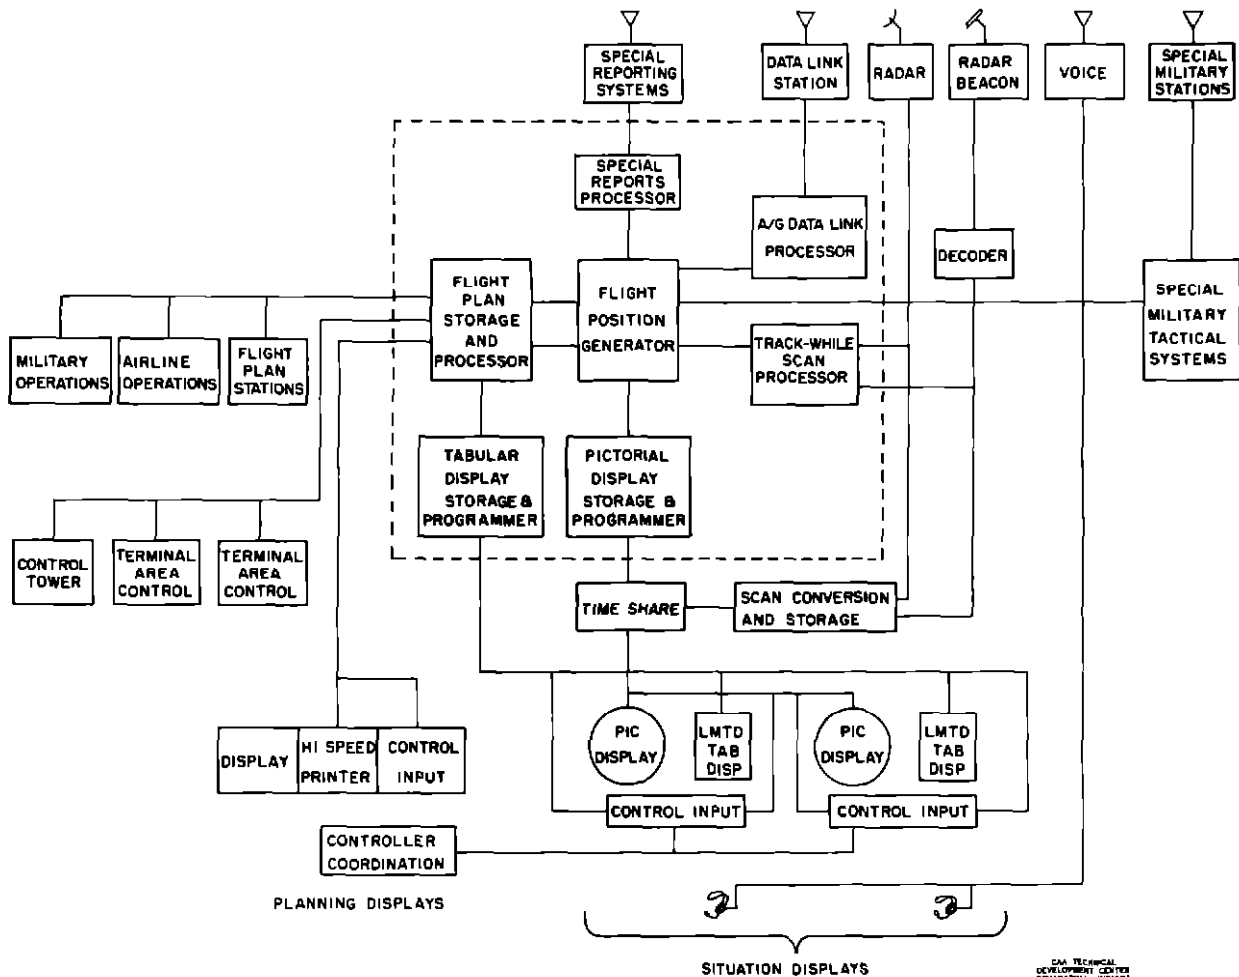 SPECIAL
REPORTING
SYSTEMS
DATA LINK
STATION
RADAR
RADAR
BEACON
VOICE
SPECIAL
MILITARY
STATIONS
SPECIAL
REPORTS
PROCESSOR
A/G DATA LINK
PROCESSOR
DECODER
FLIGHT
PLAN
STORAGE
AND
PROCESSOR
FLIGHT
POSITION
GENERATOR
SPECIAL
MILITARY
TACTICAL
SYSTEMS
MILITARY
OPERATIONS
AIRLINE
OPERATIONS
FLIGHT
PLAN
STATIONS
TRACK-WHILE
SCAN
PROCESSOR
TABULAR
DISPLAY
STORAGE &
PROGRAMMER
PICTORIAL
DISPLAY
STORAGE &
PROGRAMMER
CONTROL
TOWER
TERMINAL
AREA
CONTROL
TERMINAL
AREA
CONTROL
TIME SHARE
SCAN CONVERSION
AND STORAGE
DISPLAY
HI SPEED
PRINTER
CONTROL
INPUT
PIC
DISPLAY
LMTD
TAB
DISP
PIC
DISPLAY
LMTD
TAB
DISP
CONTROL INPUT
CONTROL INPUT
CONTROLLER
COORDINATION
PLANNING DISPLAYS
SITUATION DISPLAYS
CAA TECHNICAL
DEVELOPMENT CENTER